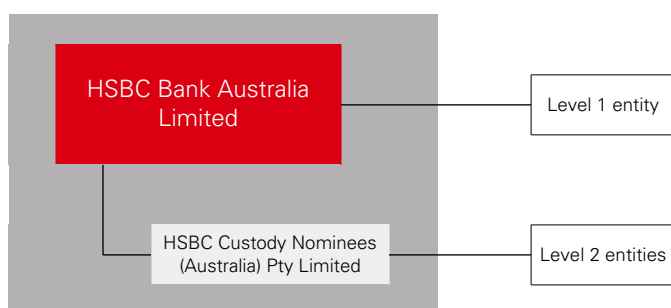 HSBC Bank Australia
Limited
Level 1 entity
HSBC Custody Nominees
(Australia) Pty Limited
Level 2 entities